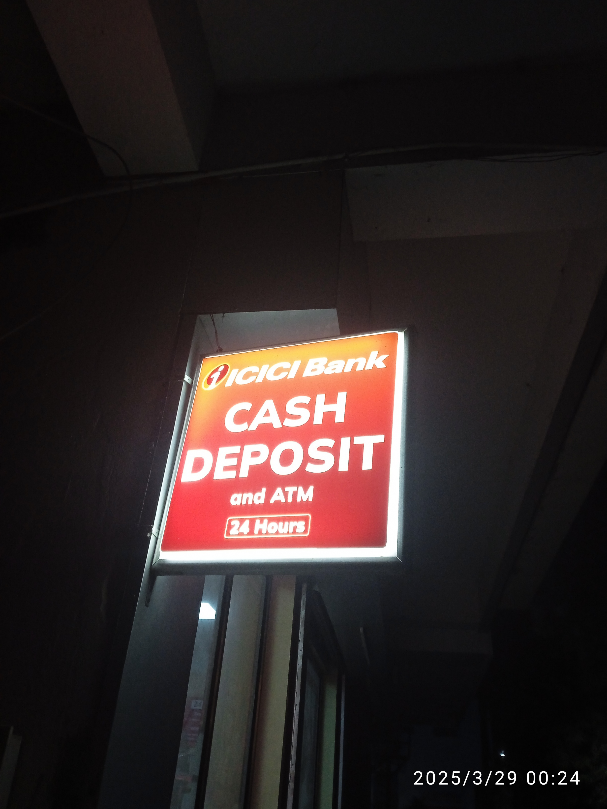 i ICICI Bank
CASH
DEPOSIT
and ATM
24 Hours
2025/3/29 00:24